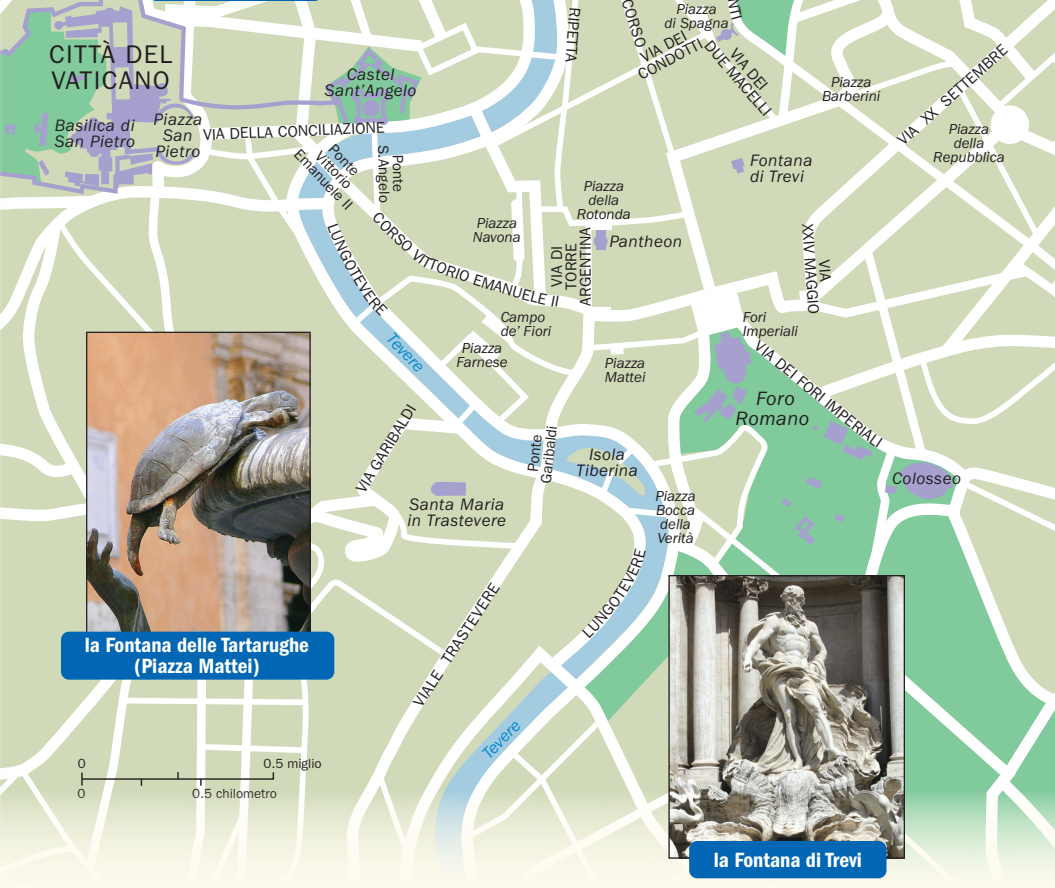 RIPETTA
CORSO
Piazza
di Spagna
NTI
VIA DEI
CONDOTTI
DUE MACELLI
VIA DEI
CITTÀ DEL
VATICANO
Castel
Sant'Angelo
Piazza
Barberini
VIA XX SETTEMBRE
Basilica di
San Pietro
Piazza
San
Pietro
VIA DELLA CONCILIAZIONE
Piazza
della
Repubblica
Ponte
Vittorio
Emanuele II
Ponte
S. Angelo
Fontana
di Trevi
Piazza
della
Rotonda
Piazza
Navona
Pantheon
LUNGOTEVERE
CORSO VITTORIO EMANUELE II
VIA DI
TORRE
ARGENTINA
VIA
XXIV MAGGIO
Campo
de' Fiori
Fori
Imperiali
Tevere
Piazza
Farnese
Piazza
Mattei
VIA DEI FORI IMPERIALI
Foro
Romano
VIA GARIBALDI
Ponte
Garibaldi
Isola
Tiberina
Colosseo
Santa Maria
in Trastevere
Piazza
Bocca
della
Verità
LUNGOTEVERE
VIALE TRASTEVERE
la Fontana delle Tartarughe
(Piazza Mattei)
Tevere
0 0.5 miglio
0 0.5 chilometro
la Fontana di Trevi